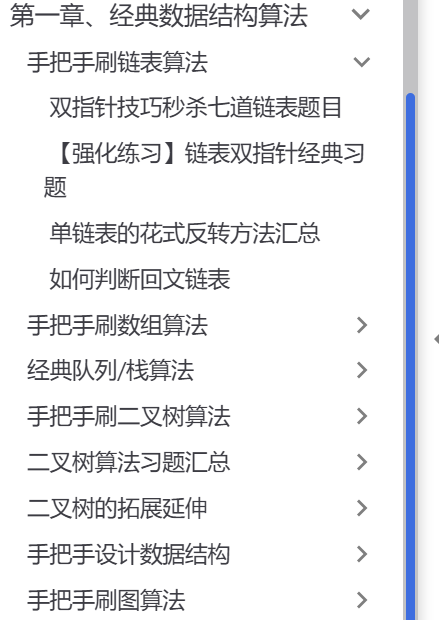 第一章、经典数据结构算法
手把手刷链表算法
双指针技巧秒杀七道链表题目
【强化练习】链表双指针经典习
题
单链表的花式反转方法汇总
如何判断回文链表
手把手刷数组算法
经典队列/栈算法
手把手刷二叉树算法
二叉树算法习题汇总
二叉树的拓展延伸
手把手设计数据结构
手把手刷图算法